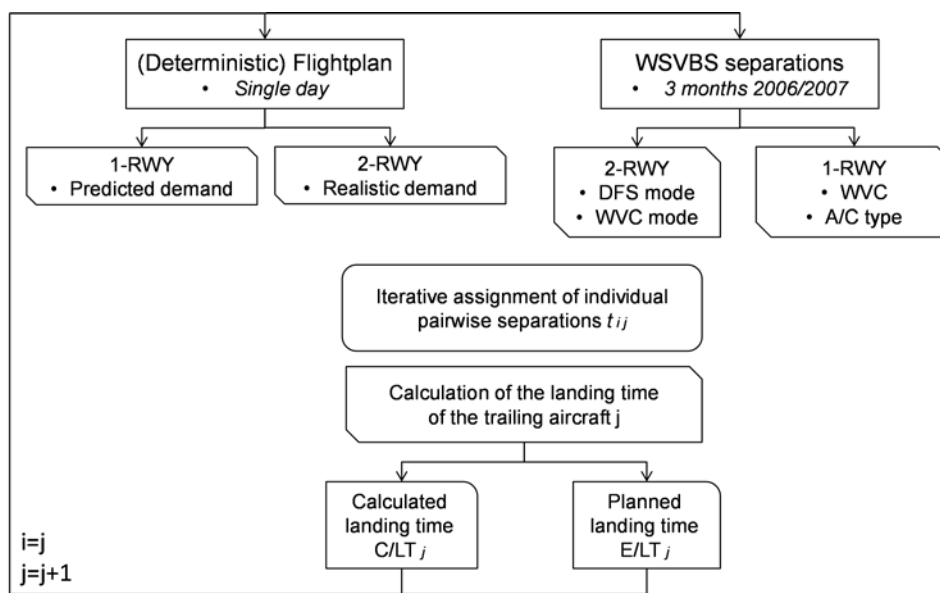 (Deterministic) Flightplan
• Single day
WSVBS separations
• 3 months 2006/2007
1-RWY
• Predicted demand
2-RWY
• Realistic demand
2-RWY
• DFS mode
• WVC mode
1-RWY
• WVC
• A/C type
Iterative assignment of individual
pairwise separations t i j
Calculation of the landing time
of the trailing aircraft j
Calculated
landing time
C/LT j
Planned
landing time
E/LT j
i=j
j=j+1